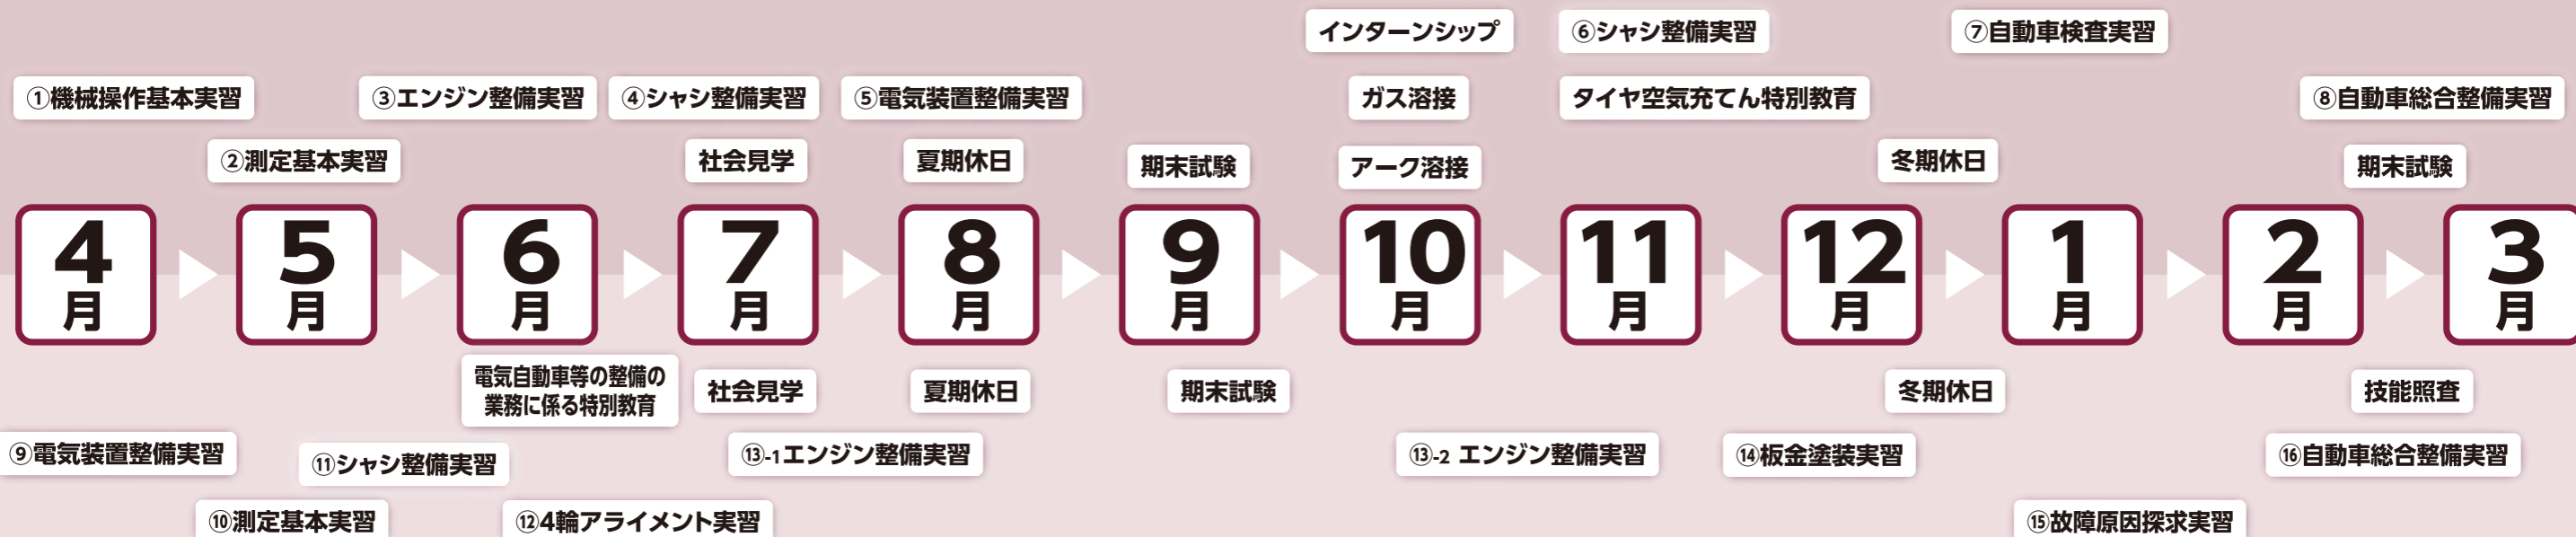 インターンシップ
⑥シャシ整備実習
⑦自動車検査実習
①機械操作基本実習
③エンジン整備実習
④シャシ整備実習
⑤電気装置整備実習
ガス溶接
タイヤ空気充てん特別教育
⑧自動車総合整備実習
②測定基本実習
社会見学
夏期休日
期末試験
アーク溶接
冬期休日
期末試験
4月
5月
6月
7月
8月
9月
10月
11月
12月
1月
2月
3月
電気自動車等の整備の
業務に係る特別教育
社会見学
夏期休日
期末試験
冬期休日
技能照査
⑨電気装置整備実習
⑪シャシ整備実習
⑬-1エンジン整備実習
⑬-2 エンジン整備実習
⑭板金塗装実習
⑯自動車総合整備実習
⑩測定基本実習
⑫4輪アライメント実習
⑮故障原因探求実習